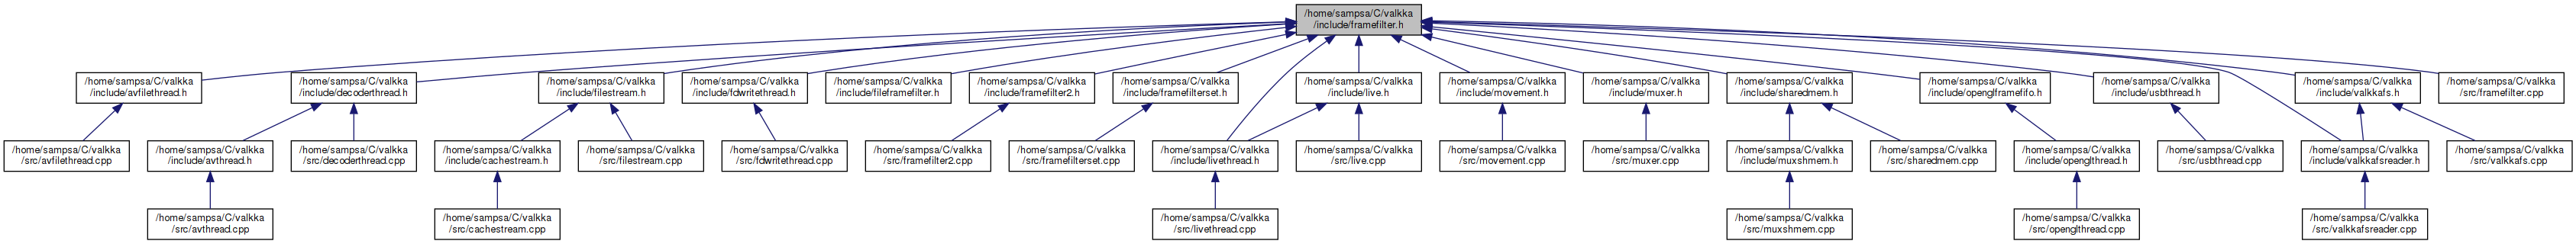 /home/sampsa/C/valkka
/include/framefilter.h
/home/sampsa/C/valkka
/include/avfilethread.h
/home/sampsa/C/valkka
/include/decoderthread.h
/home/sampsa/C/valkka
/include/filestream.h
/home/sampsa/C/valkka
/include/fdwritethread.h
/home/sampsa/C/valkka
/include/fileframefilter.h
/home/sampsa/C/valkka
/include/framefilter2.h
/home/sampsa/C/valkka
/include/framefilterset.h
/home/sampsa/C/valkka
/include/live.h
/home/sampsa/C/valkka
/include/movement.h
/home/sampsa/C/valkka
/include/muxer.h
/home/sampsa/C/valkka
/include/sharedmem.h
/home/sampsa/C/valkka
/include/openglframefifo.h
/home/sampsa/C/valkka
/include/usbthread.h
/home/sampsa/C/valkka
/include/valkkafs.h
/home/sampsa/C/valkka
/src/framefilter.cpp
/home/sampsa/C/valkka
/src/avfilethread.cpp
/home/sampsa/C/valkka
/include/avthread.h
/home/sampsa/C/valkka
/src/decoderthread.cpp
/home/sampsa/C/valkka
/include/cachestream.h
/home/sampsa/C/valkka
/src/filestream.cpp
/home/sampsa/C/valkka
/src/fdwritethread.cpp
/home/sampsa/C/valkka
/src/framefilter2.cpp
/home/sampsa/C/valkka
/src/framefilterset.cpp
/home/sampsa/C/valkka
/include/livethread.h
/home/sampsa/C/valkka
/src/live.cpp
/home/sampsa/C/valkka
/src/movement.cpp
/home/sampsa/C/valkka
/src/muxer.cpp
/home/sampsa/C/valkka
/include/muxshmem.h
/home/sampsa/C/valkka
/src/sharedmem.cpp
/home/sampsa/C/valkka
/include/openglthread.h
/home/sampsa/C/valkka
/src/usbthread.cpp
/home/sampsa/C/valkka
/include/valkkafsreader.h
/home/sampsa/C/valkka
/src/valkkafs.cpp
/home/sampsa/C/valkka
/src/avthread.cpp
/home/sampsa/C/valkka
/src/cachestream.cpp
/home/sampsa/C/valkka
/src/livethread.cpp
/home/sampsa/C/valkka
/src/muxshmem.cpp
/home/sampsa/C/valkka
/src/openglthread.cpp
/home/sampsa/C/valkka
/src/valkkafsreader.cpp